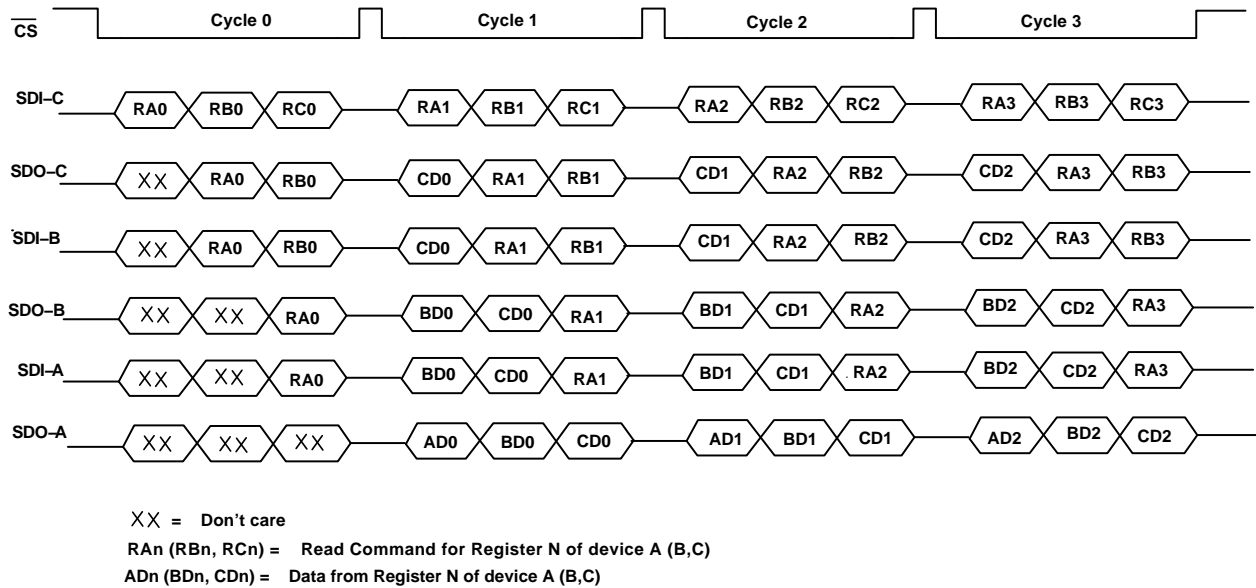 CS Cycle 0 Cycle 1 Cycle 2 Cycle 3
SDI–C RA0 RB0 RC0 RA1 RB1 RC1 RA2 RB2 RC2 RA3 RB3 RC3
SDO–C XX RA0 RB0 CD0 RA1 RB1 CD1 RA2 RB2 CD2 RA3 RB3
SDI–B XX RA0 RB0 CD0 RA1 RB1 CD1 RA2 RB2 CD2 RA3 RB3
SDO–B XX XX RA0 BD0 CD0 RA1 BD1 CD1 RA2 BD2 CD2 RA3
SDI–A XX XX RA0 BD0 CD0 RA1 BD1 CD1 RA2 BD2 CD2 RA3
SDO–A XX XX XX AD0 BD0 CD0 AD1 BD1 CD1 AD2 BD2 CD2
XX = Don't care
RAn (RBn, RCn) = Read Command for Register N of device A (B,C)
ADn (BDn, CDn) = Data from Register N of device A (B,C)